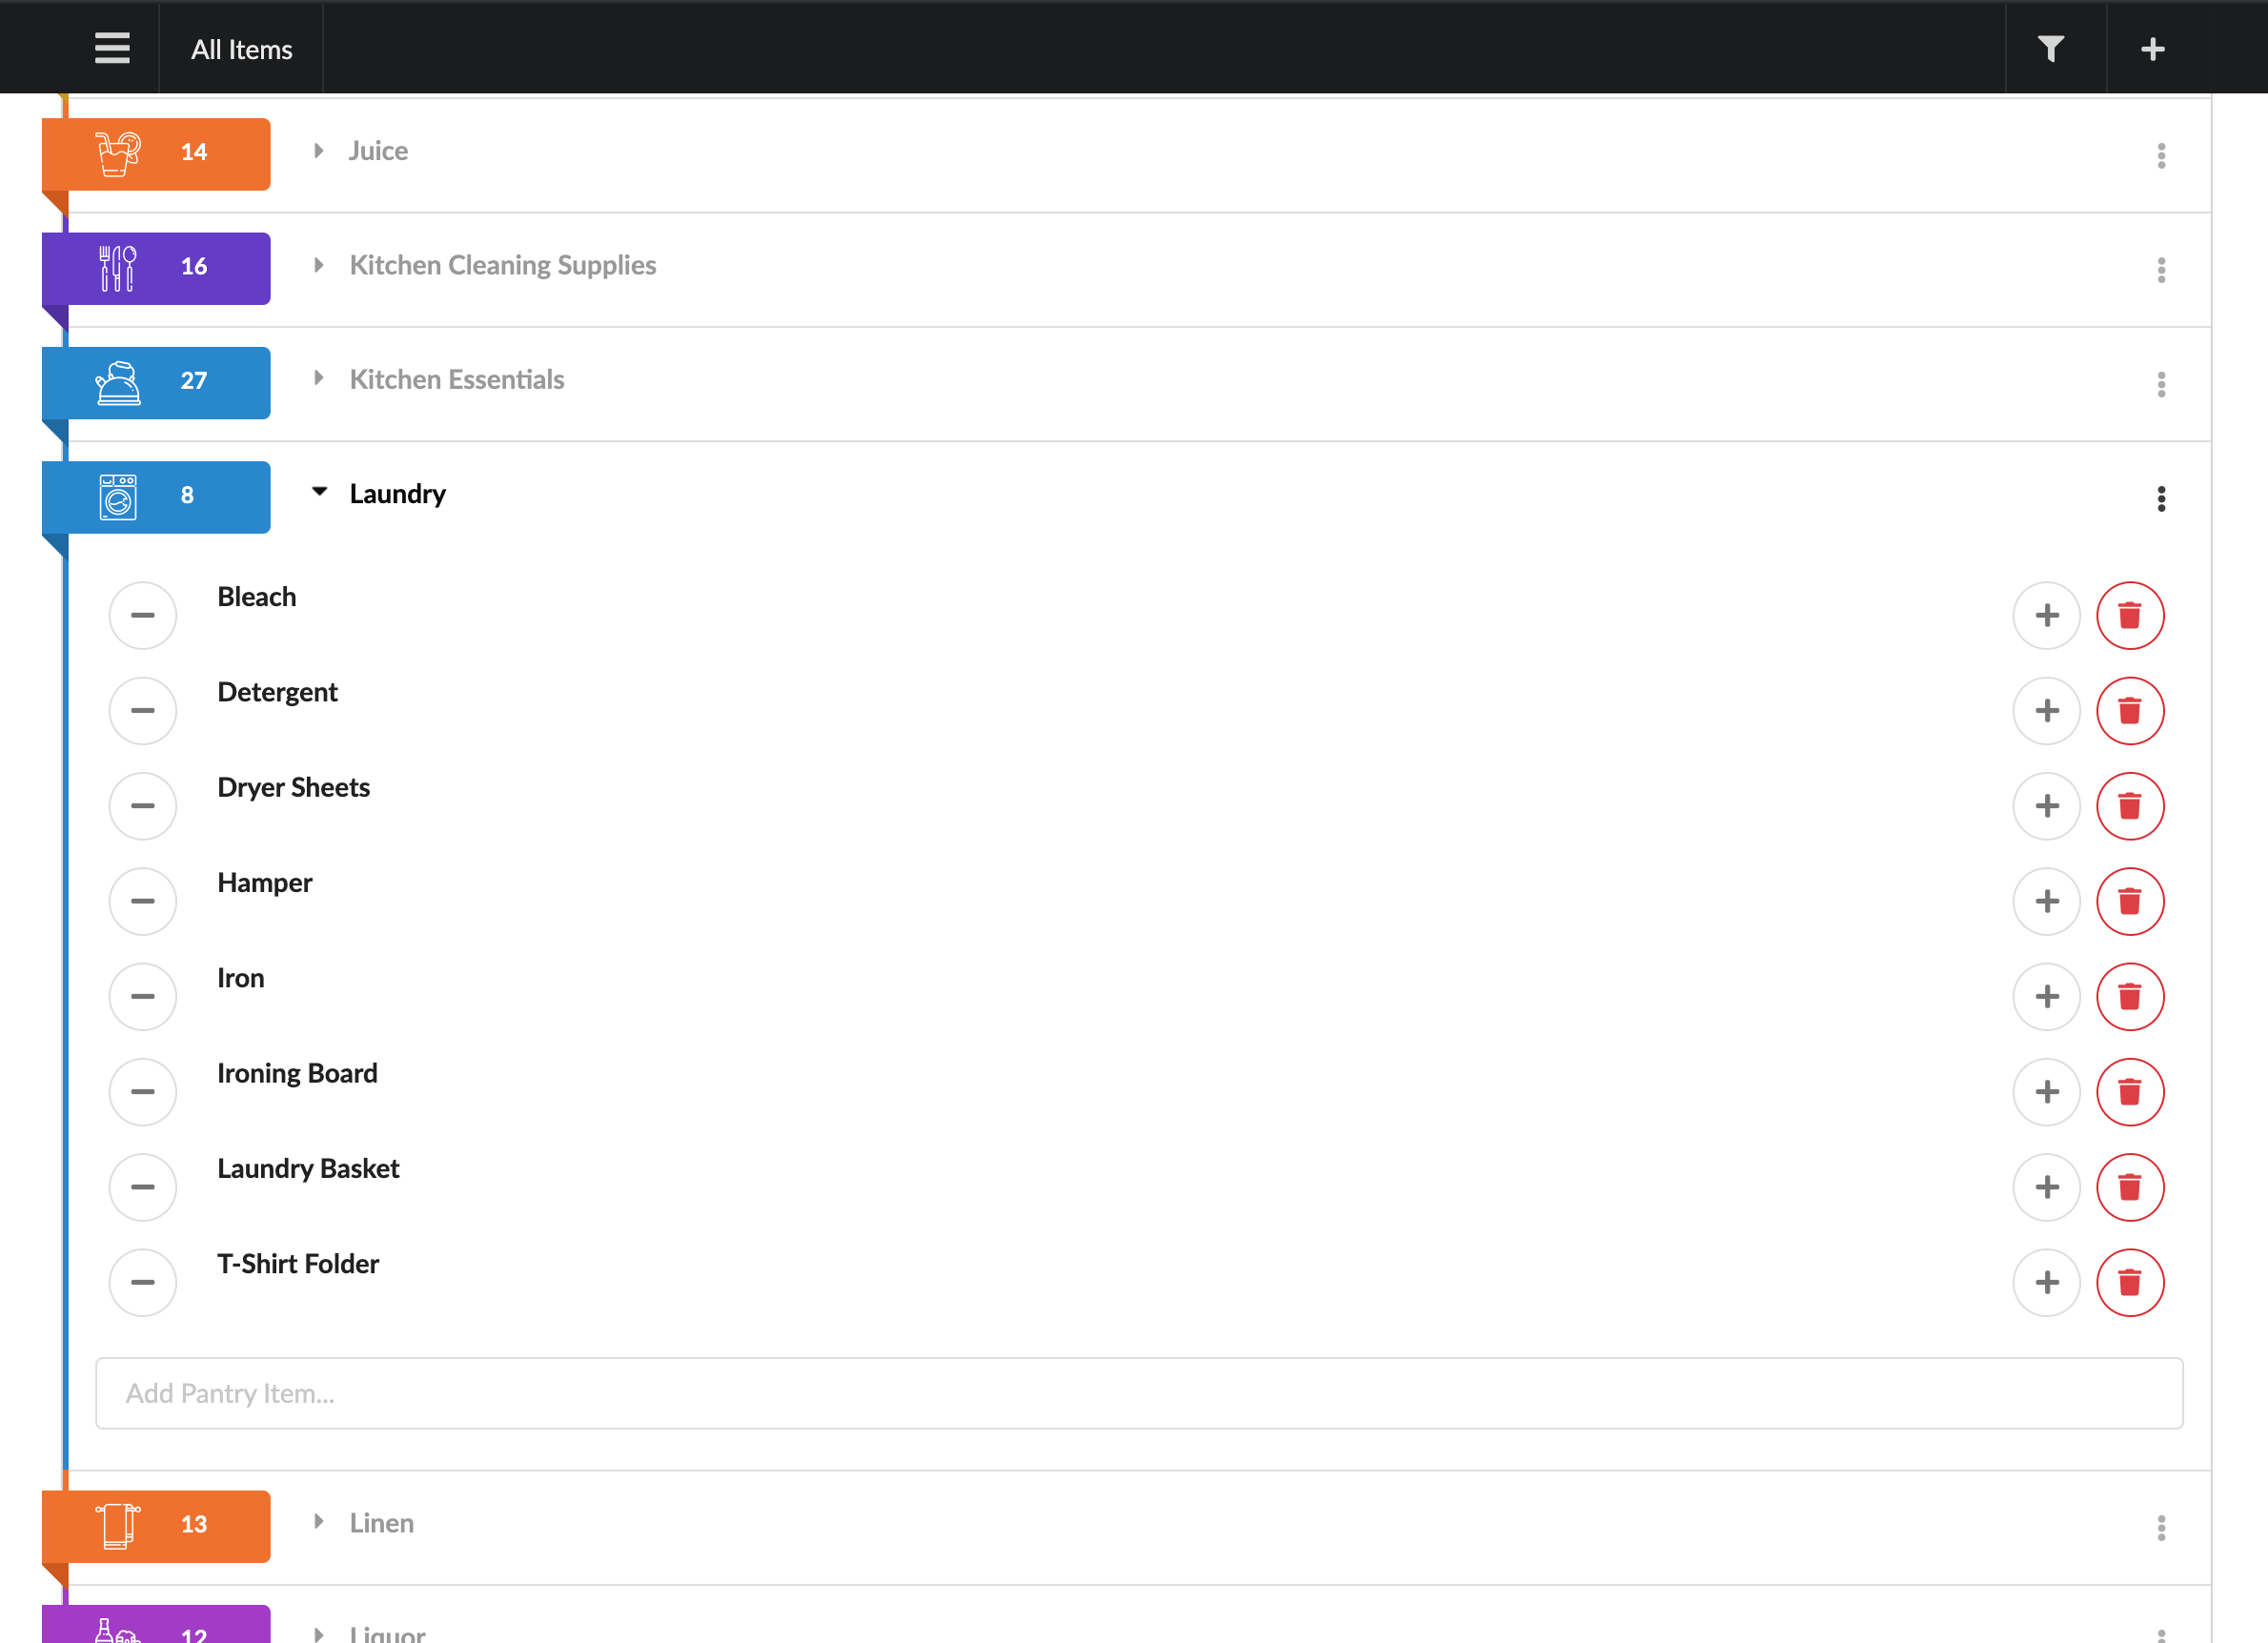 All Items
14 Juice
16 Kitchen Cleaning Supplies
27 Kitchen Essentials
8 Laundry
Bleach
Detergent
Dryer Sheets
Hamper
Iron
Ironing Board
Laundry Basket
T-Shirt Folder
Add Pantry Item...
13 Linen
12 Liquor